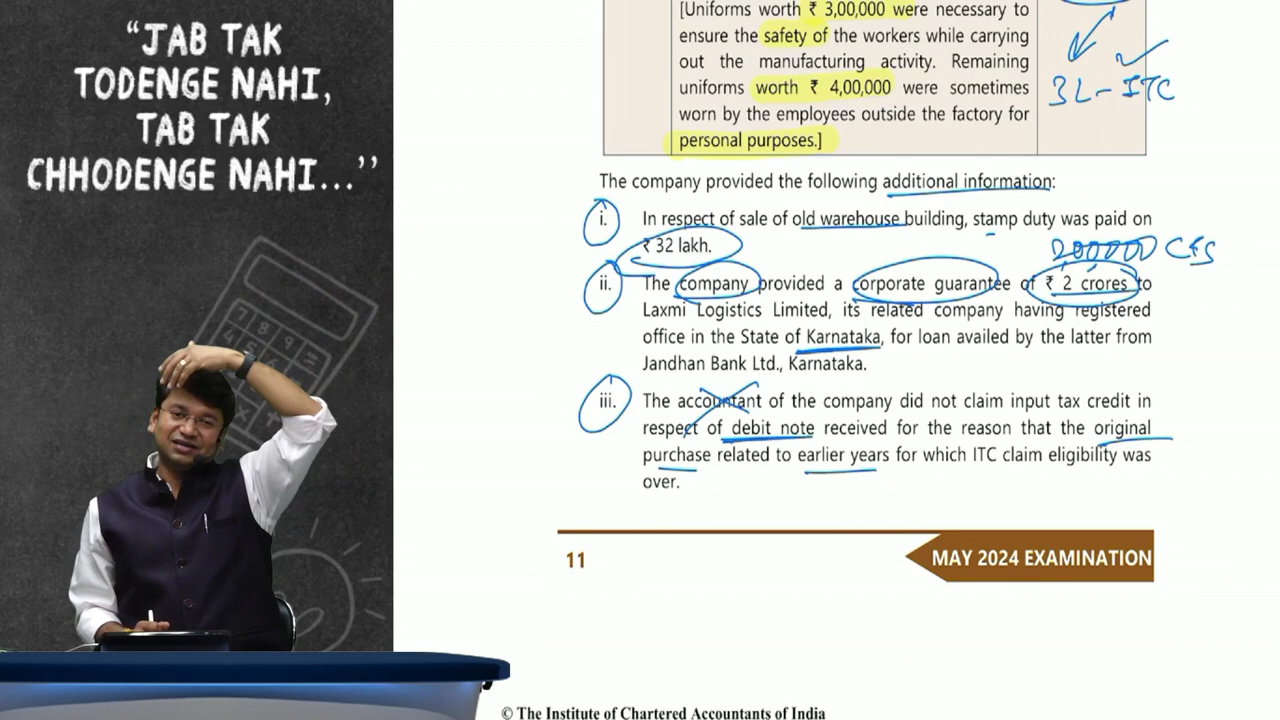 “JAB TAK
TODENGE NAHI,
TAB TAK
CHHODENGE NAHI...’’
[Uniforms worth ₹ 3,00,000 were necessary to
ensure the safety of the workers while carrying
out the manufacturing activity. Remaining
uniforms worth ₹ 4,00,000 were sometimes
worn by the employees outside the factory for
personal purposes.]
3L - ITC
The company provided the following additional information:
i. In respect of sale of old warehouse building, stamp duty was paid on
₹ 32 lakh.
ii. The company provided a corporate guarantee of ₹ 2 crores to
Laxmi Logistics Limited, its related company having registered
office in the State of Karnataka, for loan availed by the latter from
Jandhan Bank Ltd., Karnataka.
iii. The accountant of the company did not claim input tax credit in
respect of debit note received for the reason that the original
purchase related to earlier years for which ITC claim eligibility was
over.
11
MAY 2024 EXAMINATION
© The Institute of Chartered Accountants of India